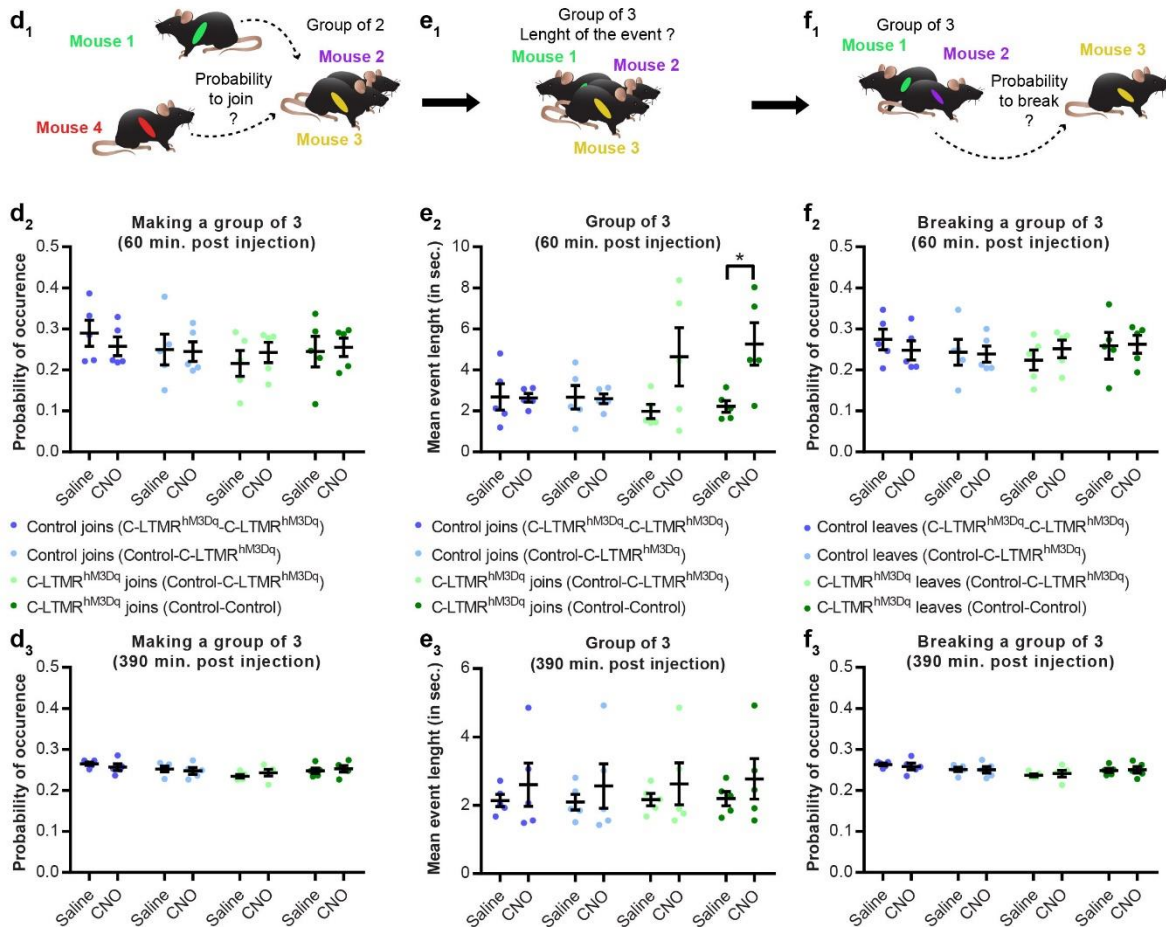 d1
Mouse 1
Group of 2
Mouse 2
Probability
to join
?
Mouse 4
Mouse 3
e1
Group of 3
Lenght of the event ?
Mouse 1
Mouse 2
Mouse 3
f1
Group of 3
Mouse 1
Mouse 2
Mouse 3
Probability
to break
?
d2
Making a group of 3
(60 min. post injection)
Probability of occurence
0.5
0.4
0.3
0.2
0.1
0.0
Saline CNO Saline CNO Saline CNO Saline CNO
Control joins (C-LTMRhM3Dq-C-LTMRhM3Dq)
Control joins (Control-C-LTMRhM3Dq)
C-LTMRhM3Dq joins (Control-C-LTMRhM3Dq)
C-LTMRhM3Dq joins (Control-Control)
e2
Group of 3
(60 min. post injection)
Mean event lenght (in sec.)
10
8
6
4
2
0
*
Saline CNO Saline CNO Saline CNO Saline CNO
Control joins (C-LTMRhM3Dq-C-LTMRhM3Dq)
Control joins (Control-C-LTMRhM3Dq)
C-LTMRhM3Dq joins (Control-C-LTMRhM3Dq)
C-LTMRhM3Dq joins (Control-Control)
f2
Breaking a group of 3
(60 min. post injection)
Probability of occurence
0.5
0.4
0.3
0.2
0.1
0.0
Saline CNO Saline CNO Saline CNO Saline CNO
Control leaves (C-LTMRhM3Dq-C-LTMRhM3Dq)
Control leaves (Control-C-LTMRhM3Dq)
C-LTMRhM3Dq leaves (Control-C-LTMRhM3Dq)
C-LTMRhM3Dq leaves (Control-Control)
d3
Making a group of 3
(390 min. post injection)
Probability of occurence
0.5
0.4
0.3
0.2
0.1
0.0
Saline CNO Saline CNO Saline CNO Saline CNO
e3
Group of 3
(390 min. post injection)
Mean event lenght (in sec.)
6
4
2
0
Saline CNO Saline CNO Saline CNO Saline CNO
f3
Breaking a group of 3
(390 min. post injection)
Probability of occurence
0.5
0.4
0.3
0.2
0.1
0.0
Saline CNO Saline CNO Saline CNO Saline CNO